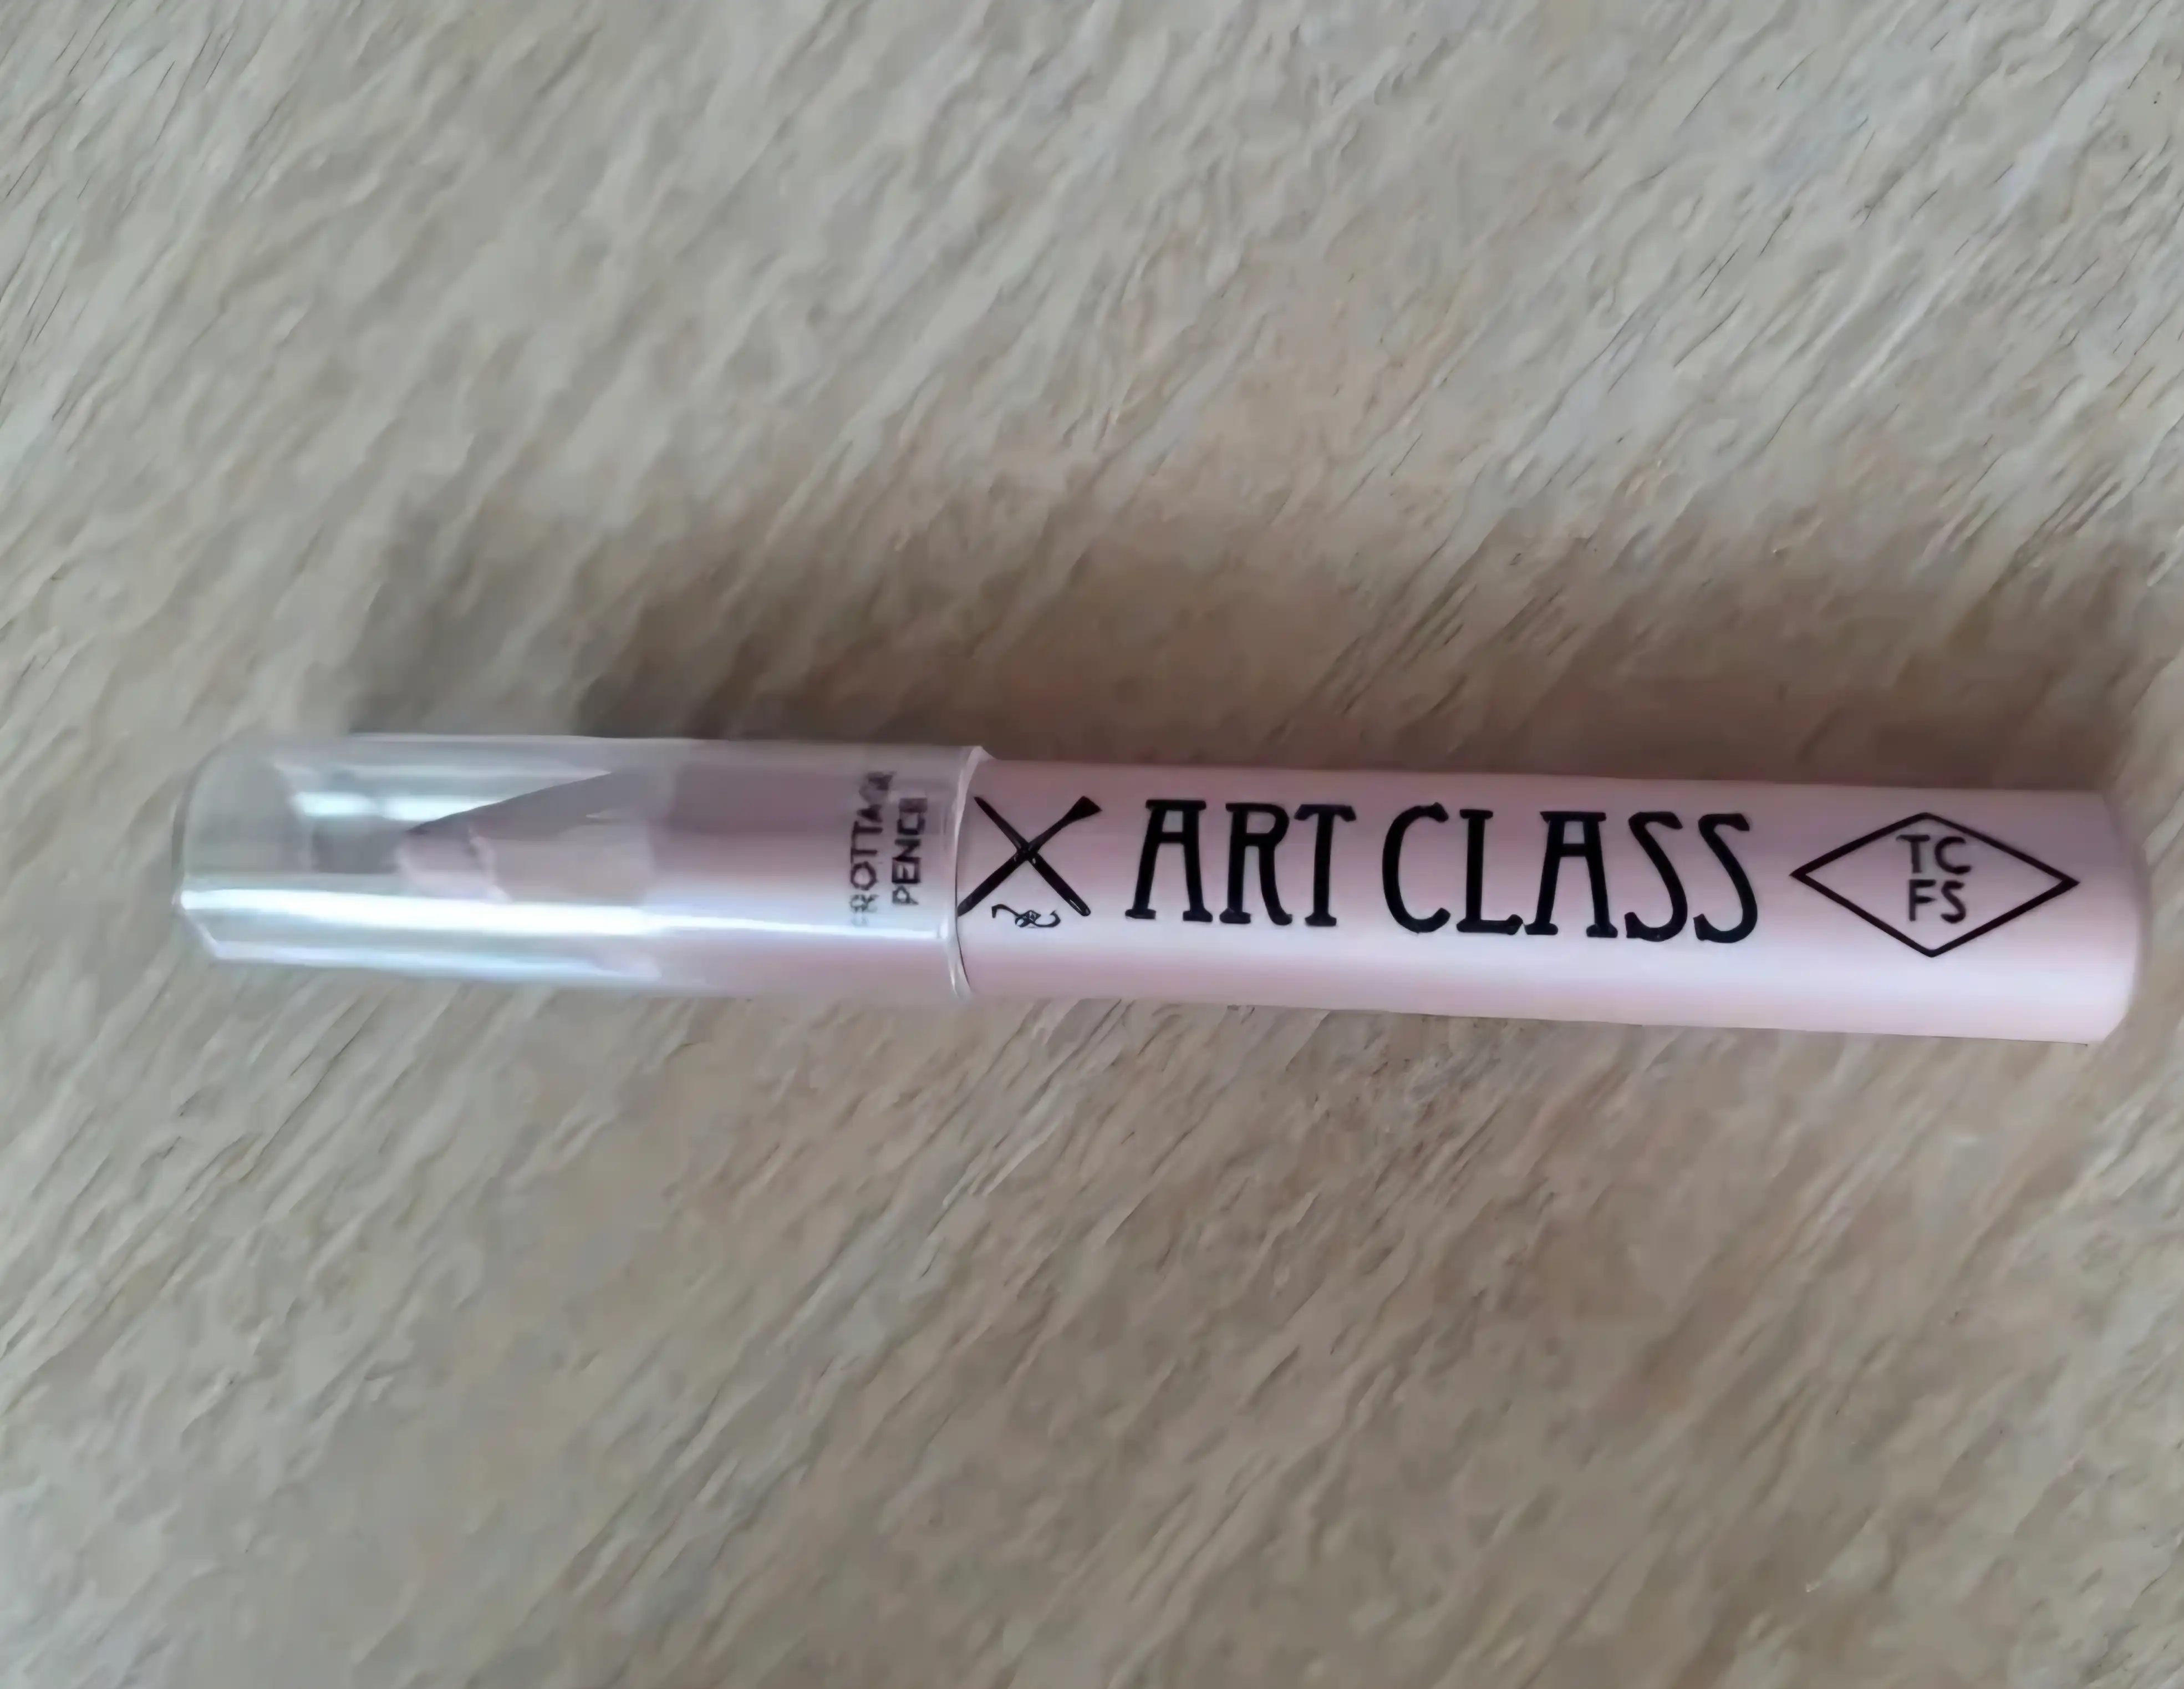 FROTTAGE
PENCIL
ART CLASS
TC
FS